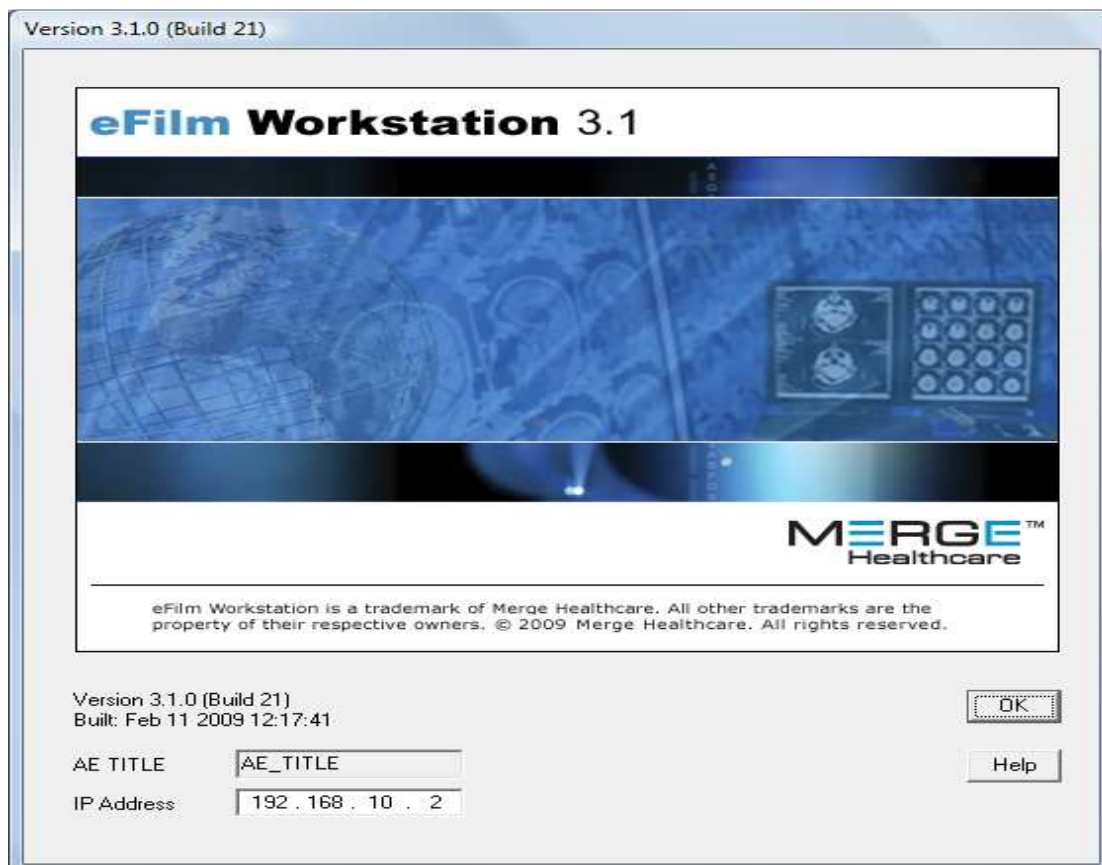 Version 3.1.0 (Build 21)
eFilm Workstation 3.1
MERGE™
Healthcare
eFilm Workstation is a trademark of Merge Healthcare. All other trademarks are the
property of their respective owners. © 2009 Merge Healthcare. All rights reserved.
Version 3.1.0 (Build 21)
Built: Feb 11 2009 12:17:41
OK
AE TITLE AE_TITLE
Help
IP Address 192 . 168 . 10 . 2